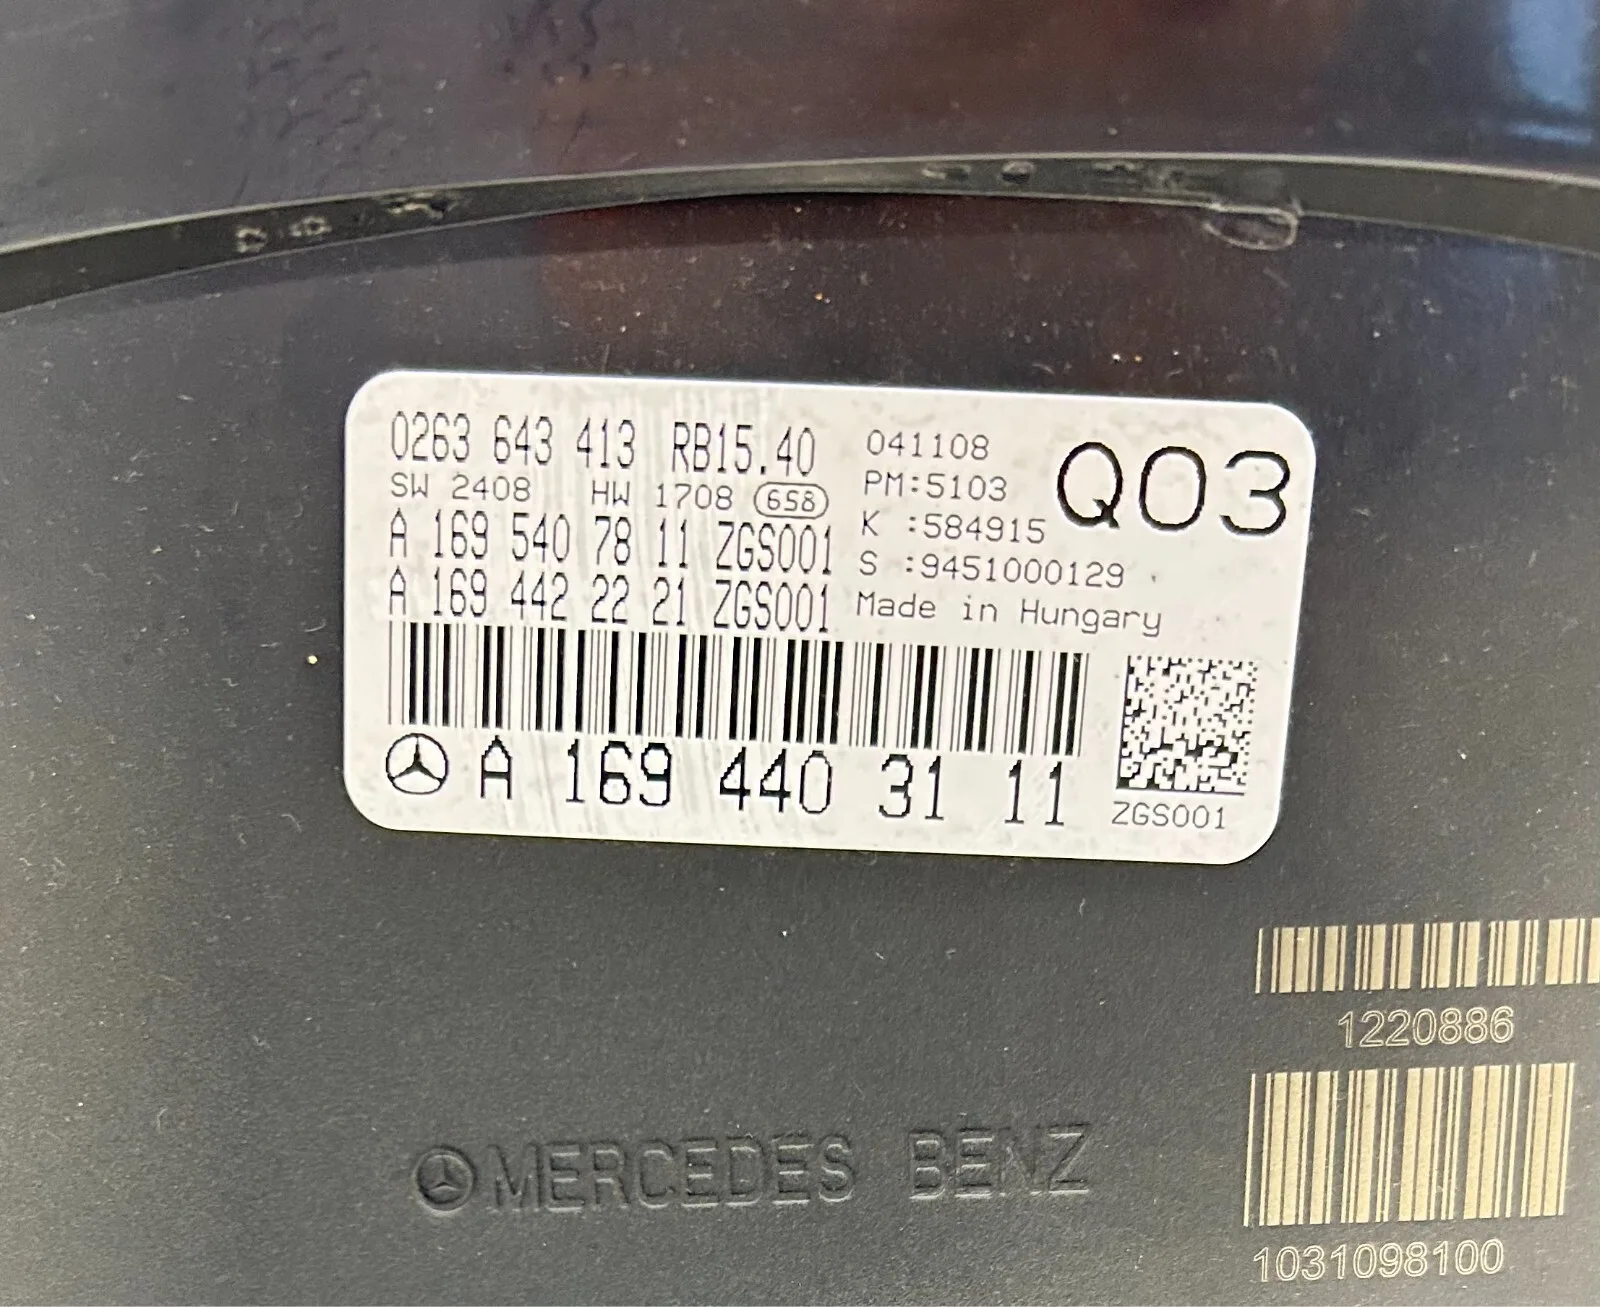 0263 643 413 RB15.40
SW 2408 HW 1708 658
A 169 540 78 11 ZGS001
A 169 442 22 21 ZGS001
041108
PM:5103
K :584915
S :9451000129
Made in Hungary
Q03
A 169 440 31 11
ZGS001
1220886
1031098100
MERCEDES BENZ